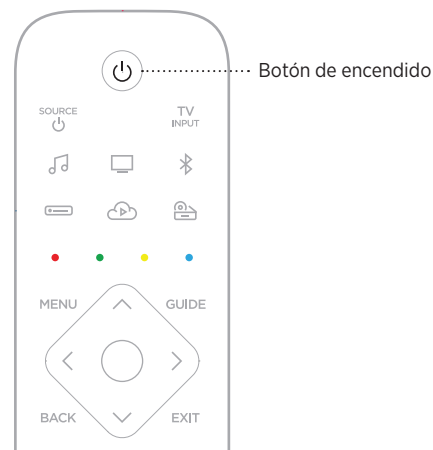 Botón de encendido
SOURCE
TV
INPUT
MENU
GUIDE
BACK
EXIT